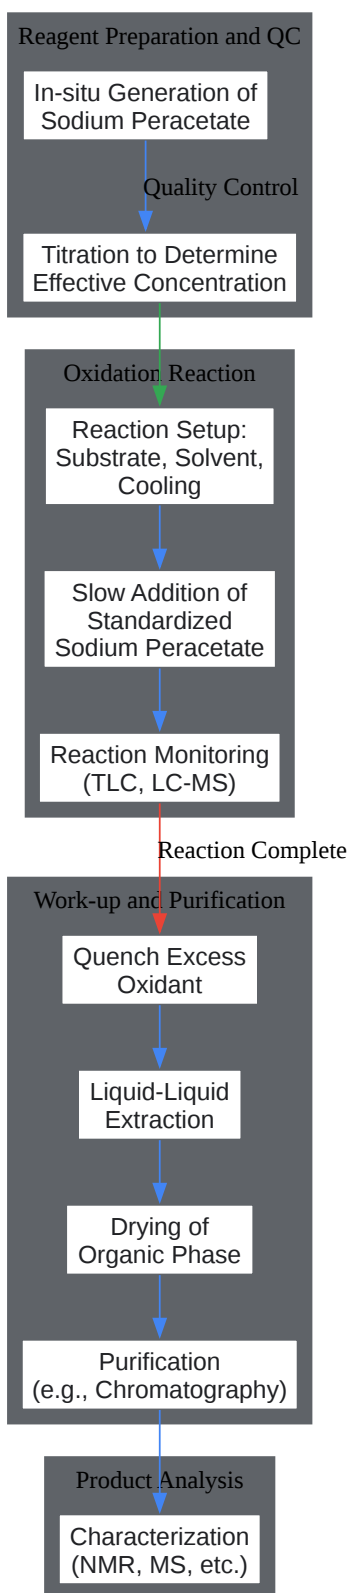 Reagent Preparation and QC
In-situ Generation of
Sodium Peracetate
Quality Control
Titration to Determine
Effective Concentration
Oxidation Reaction
Reaction Setup:
Substrate, Solvent,
Cooling
Slow Addition of
Standardized
Sodium Peracetate
Reaction Monitoring
(TLC, LC-MS)
Reaction Complete
Work-up and Purification
Quench Excess
Oxidant
Liquid-Liquid
Extraction
Drying of
Organic Phase
Purification
(e.g., Chromatography)
Product Analysis
Characterization
(NMR, MS, etc.)